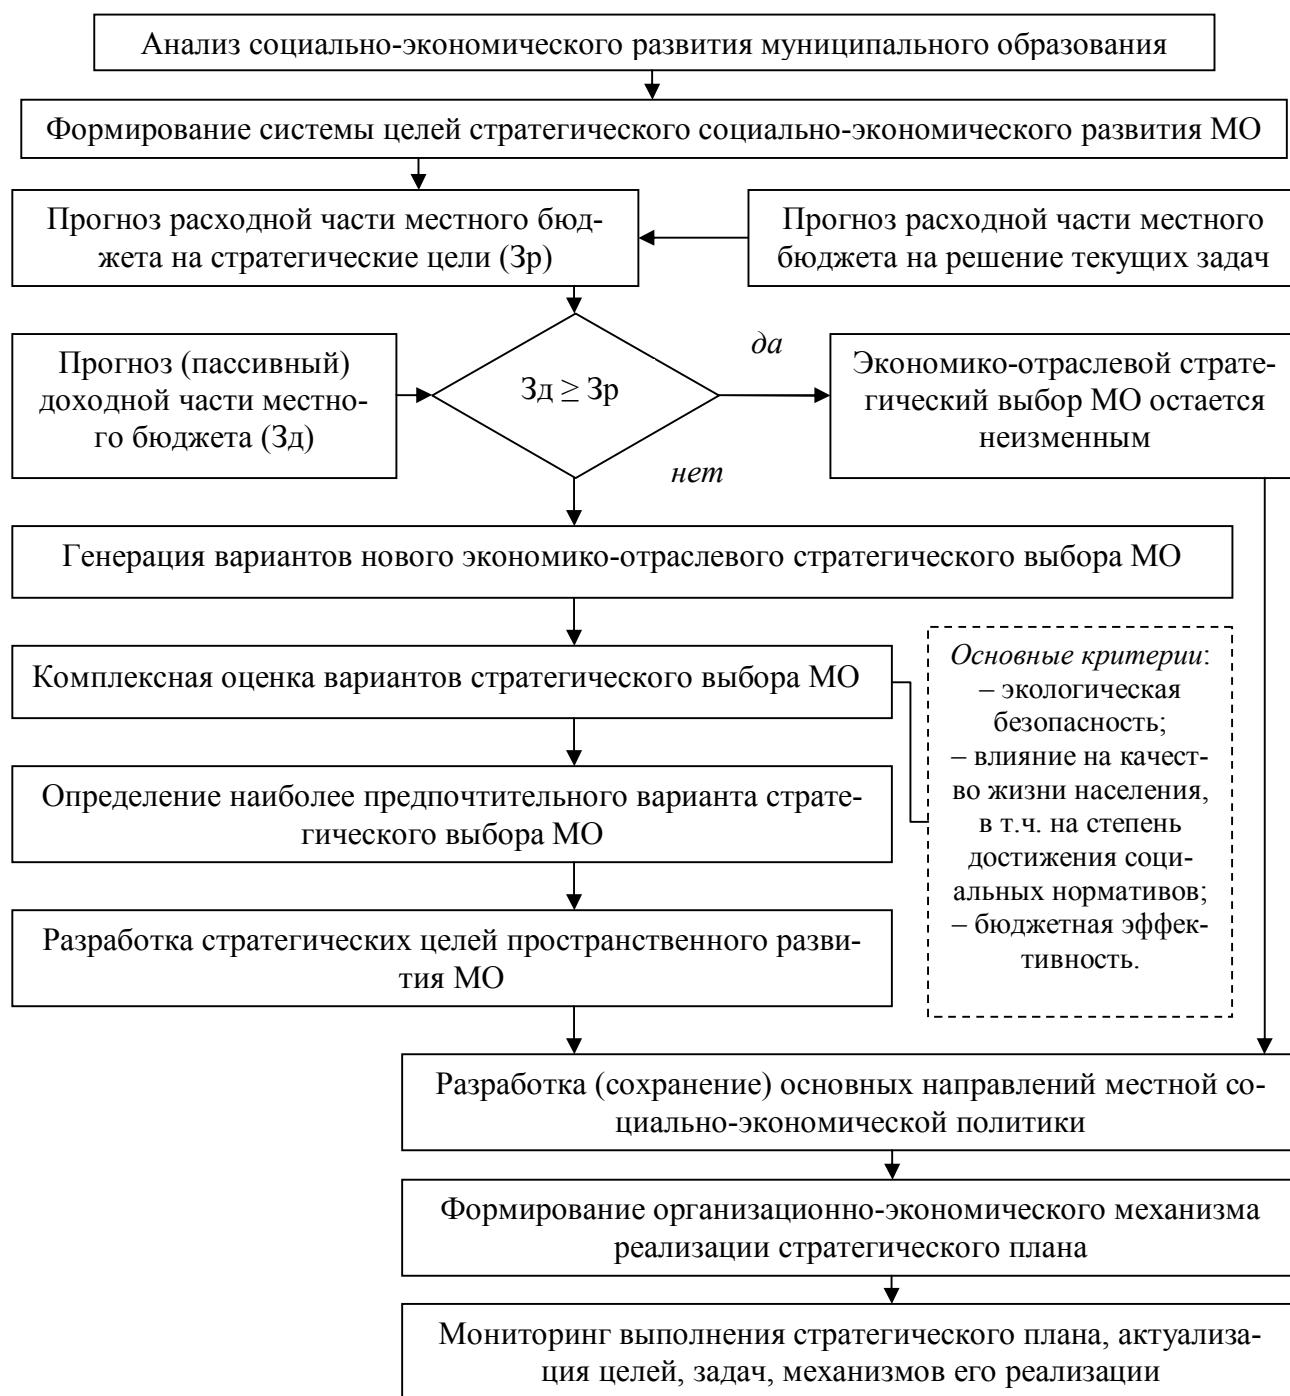 Анализ социально-экономического развития муниципального образования
Формирование системы целей стратегического социально-экономического развития МО
Прогноз расходной части местного бюд-
жета на стратегические цели (Зр)
Прогноз расходной части местного
бюджета на решение текущих задач
Прогноз (пассивный)
доходной части местно-
го бюджета (Зд)
Зд ≥ Зр
да
нет
Экономико-отраслевой страте-
гический выбор МО остается
неизменным
Генерация вариантов нового экономико-отраслевого стратегического выбора МО
Комплексная оценка вариантов стратегического выбора МО
Основные критерии:
– экологическая
безопасность;
– влияние на качест-
во жизни населения,
в т.ч. на степень
достижения соци-
альных нормативов;
– бюджетная эффек-
тивность.
Определение наиболее предпочтительного варианта страте-
гического выбора МО
Разработка стратегических целей пространственного разви-
тия МО
Разработка (сохранение) основных направлений местной со-
циально-экономической политики
Формирование организационно-экономического механизма
реализации стратегического плана
Мониторинг выполнения стратегического плана, актуализа-
ция целей, задач, механизмов его реализации